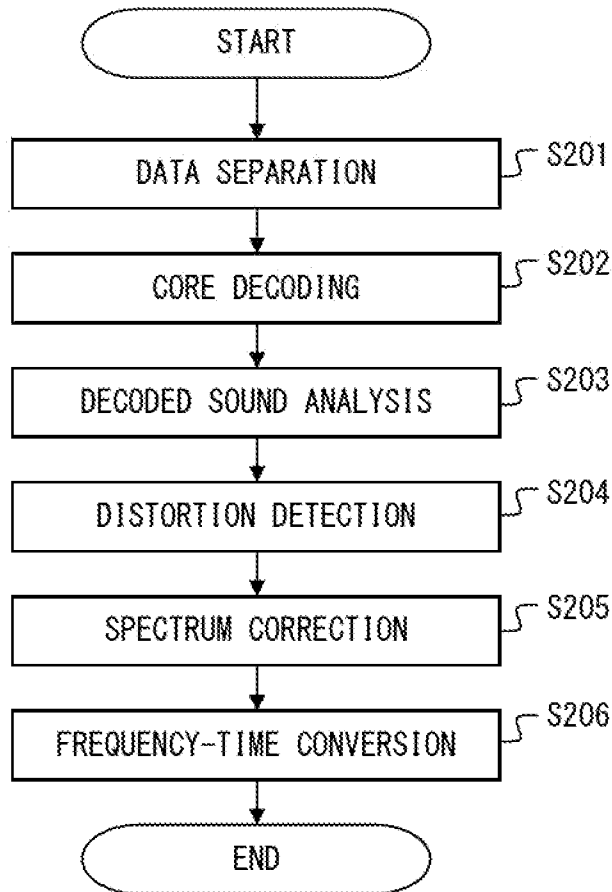 START
DATA SEPARATION
S201
CORE DECODING
S202
DECODED SOUND ANALYSIS
S203
DISTORTION DETECTION
S204
SPECTRUM CORRECTION
S205
FREQUENCY-TIME CONVERSION
S206
END